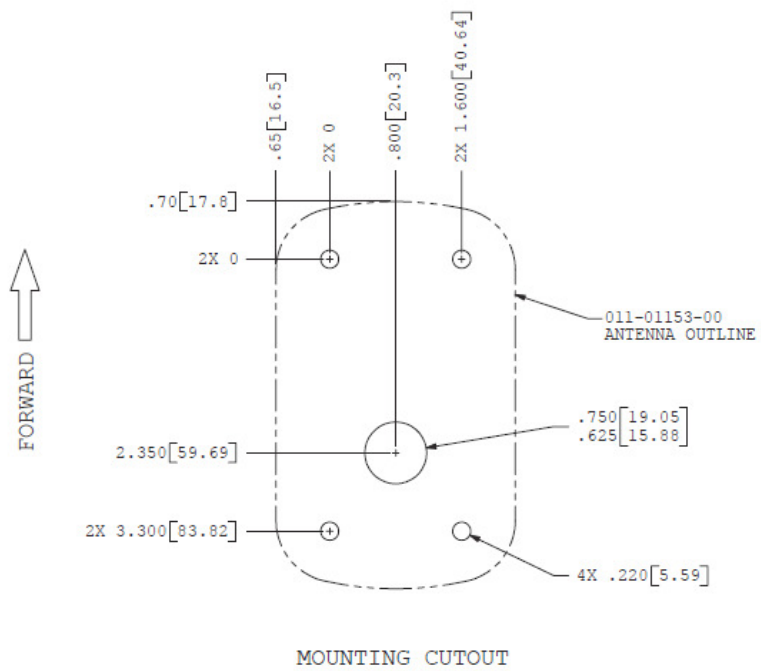 .65[16.5]
2X 0
.800[20.3]
2X 1.600[40.64]
.70[17.8]
2X 0
011-01153-00
ANTENNA OUTLINE
FORWARD
.750[19.05]
.625[15.88]
2.350[59.69]
2X 3.300[83.82]
4X .220[5.59]
MOUNTING CUTOUT